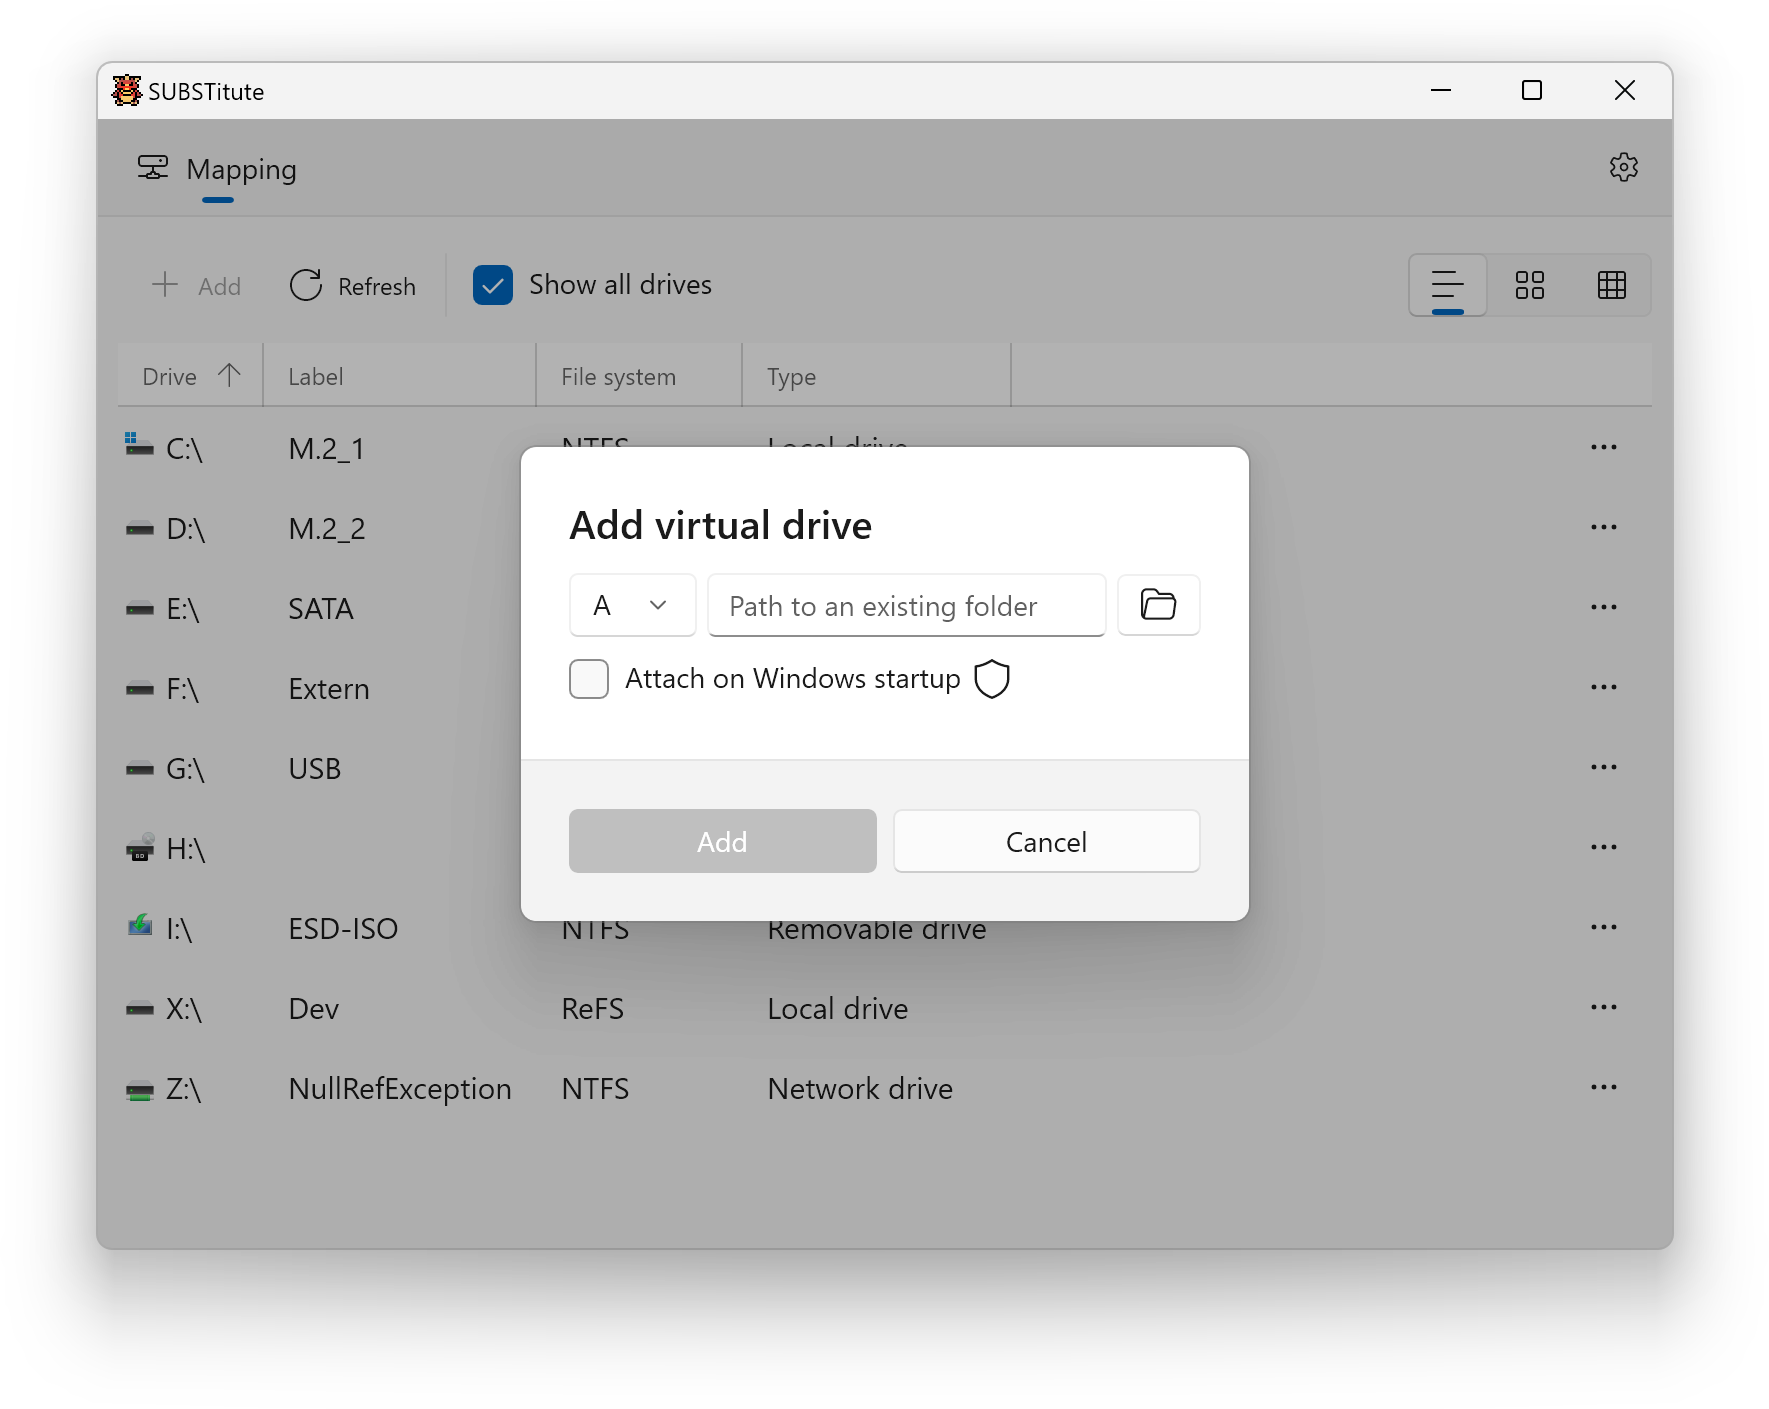 SUBSTitute
Mapping
Add Refresh Show all drives
Drive Label File system Type
C:\ M.2_1 NTFS Local drive
D:\ M.2_2
Add virtual drive
E:\ SATA
A Path to an existing folder
F:\ Extern
Attach on Windows startup
G:\ USB
H:\
Add Cancel
I:\ ESD-ISO NTFS Removable drive
X:\ Dev ReFS Local drive
Z:\ NullRefException NTFS Network drive